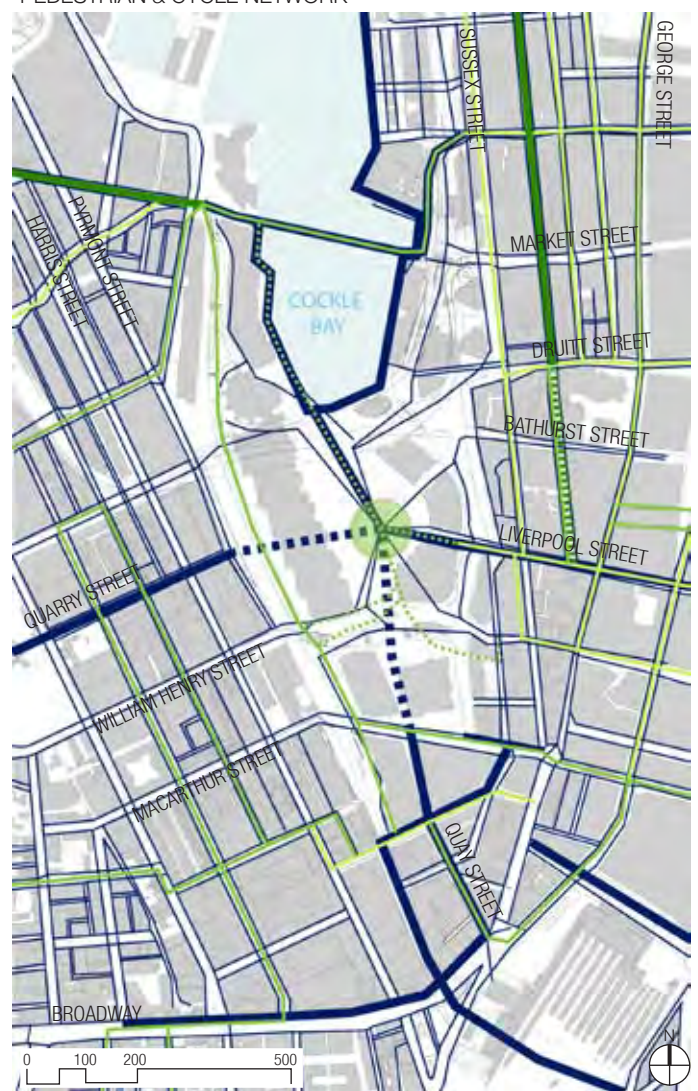 PEDESTRIAN & CYCLE NETWORK
SUSSEX STREET
GEORGE STREET
PYRMONT STREET
HARRIS STREET
MARKET STREET
COCKLE
BAY
DRUITT STREET
BATHURST STREET
LIVERPOOL STREET
QUARRY STREET
WILLIAM HENRY STREET
MACARTHUR STREET
QUAY STREET
BROADWAY
N
0 100 200 500